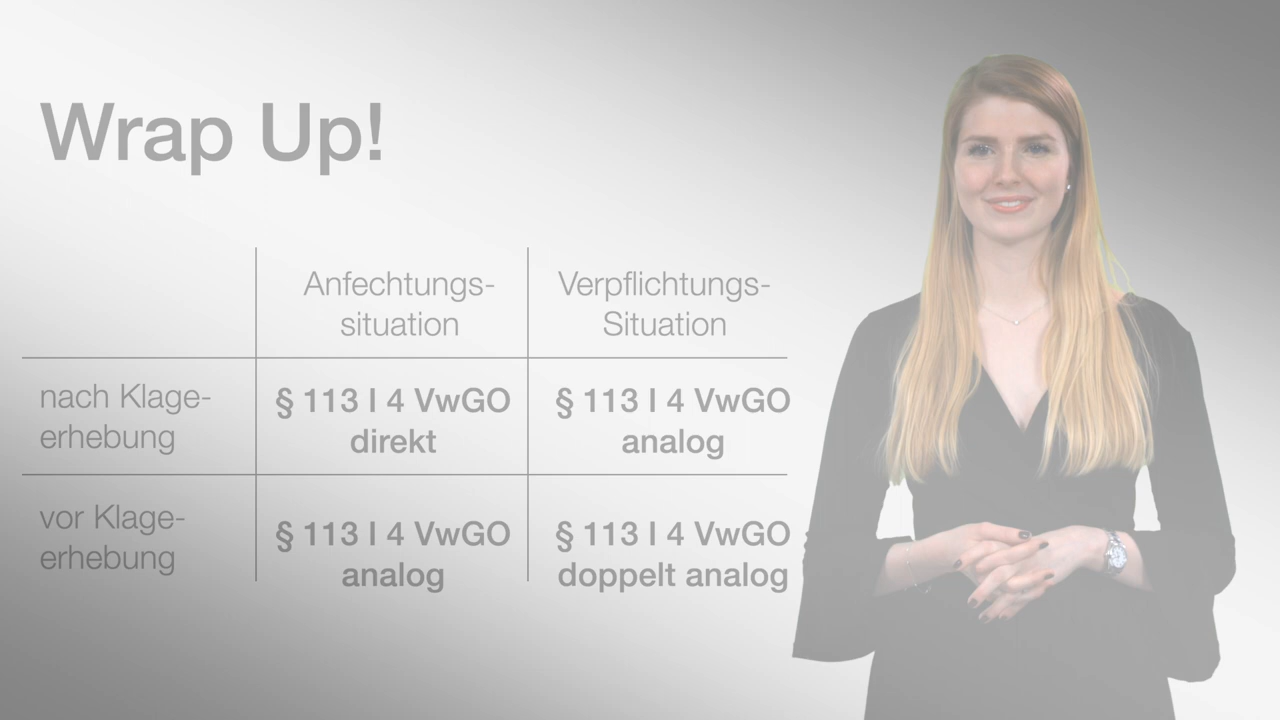 Wrap Up!
Anfechtungs-
situation
Verpflichtungs-
Situation
nach Klage-
erhebung
§ 113 I 4 VwGO
direkt
§ 113 I 4 VwGO
analog
vor Klage-
erhebung
§ 113 I 4 VwGO
analog
§ 113 I 4 VwGO
doppelt analog